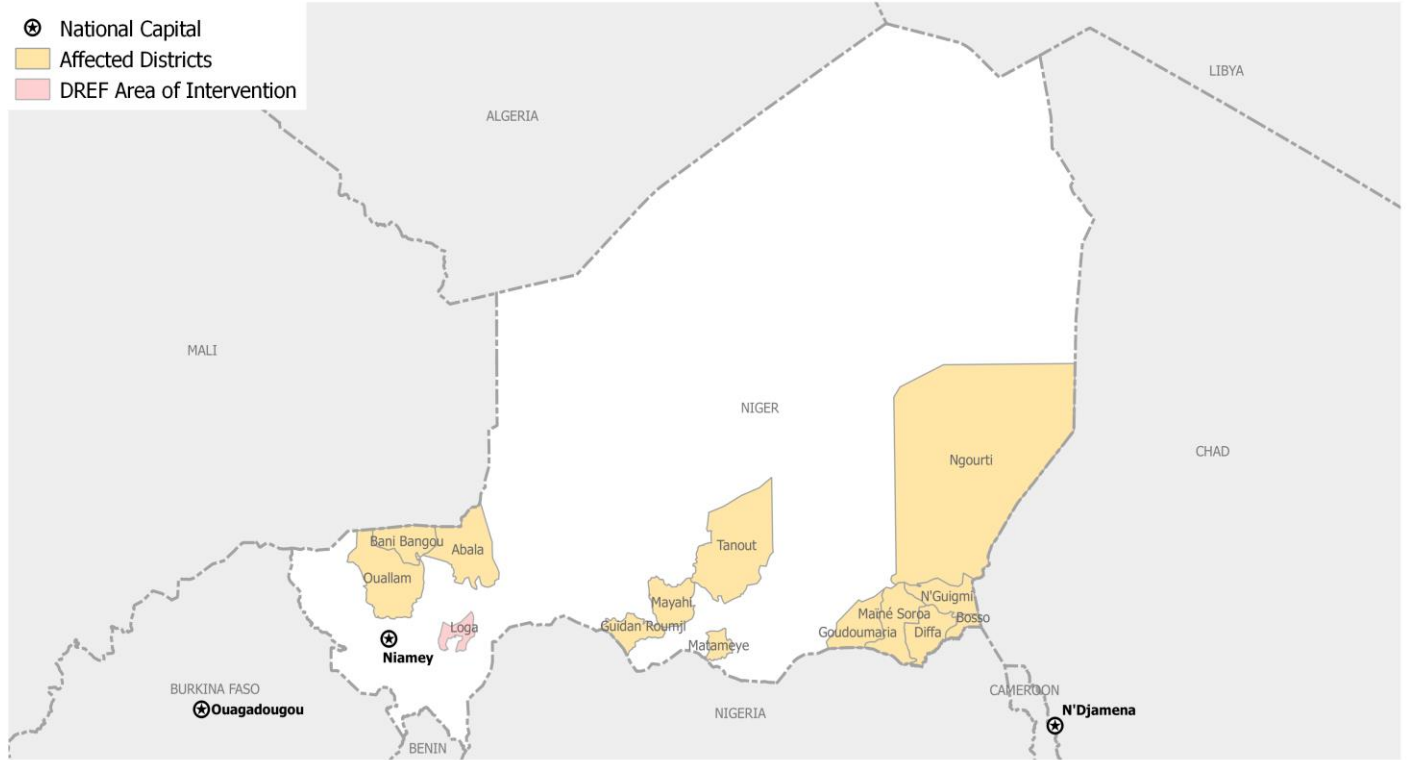 National Capital
Affected Districts
DREF Area of Intervention
LIBYA
ALGERIA
MALI
NIGER
CHAD
Ngourti
Bani Bangou
Abala
Tanout
Ouallam
N'Guigmi
Mayahi
Mainé Soroa
Bosso
Loga
Guidan Roumji
Goudoumaria
Diffa
Matameye
Niamey
BURKINA FASO
CAMEROON
Ouagadougou
NIGERIA
N'Djamena
BENIN